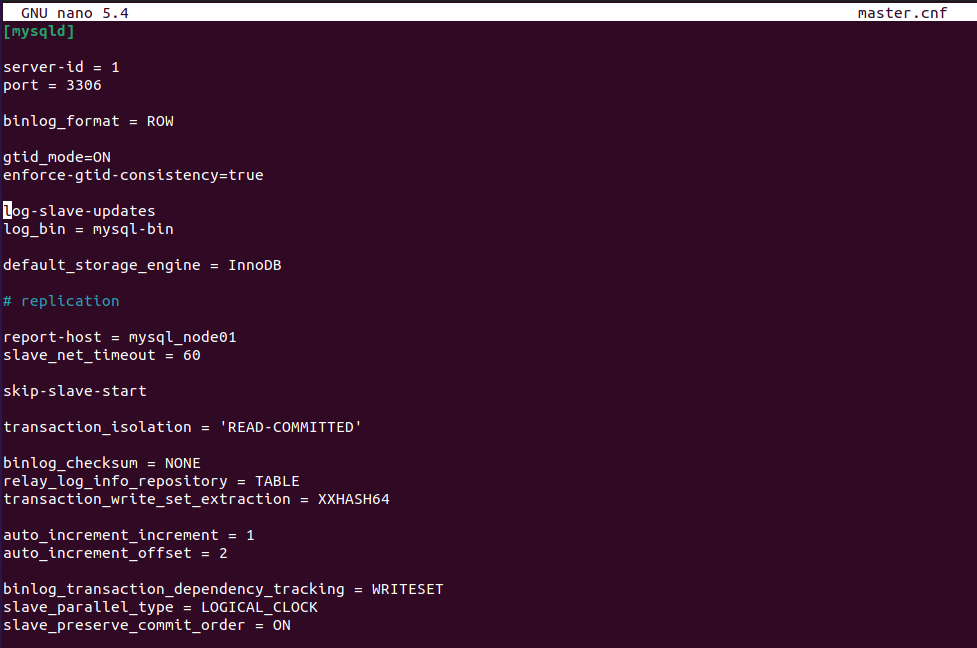 GNU nano 5.4 master.cnf
[mysqld]
server-id = 1
port = 3306
binlog_format = ROW
gtid_mode=ON
enforce-gtid-consistency=true
log-slave-updates
log_bin = mysql-bin
default_storage_engine = InnoDB
# replication
report-host = mysql_node01
slave_net_timeout = 60
skip-slave-start
transaction_isolation = 'READ-COMMITTED'
binlog_checksum = NONE
relay_log_info_repository = TABLE
transaction_write_set_extraction = XXHASH64
auto_increment_increment = 1
auto_increment_offset = 2
binlog_transaction_dependency_tracking = WRITESET
slave_parallel_type = LOGICAL_CLOCK
slave_preserve_commit_order = ON